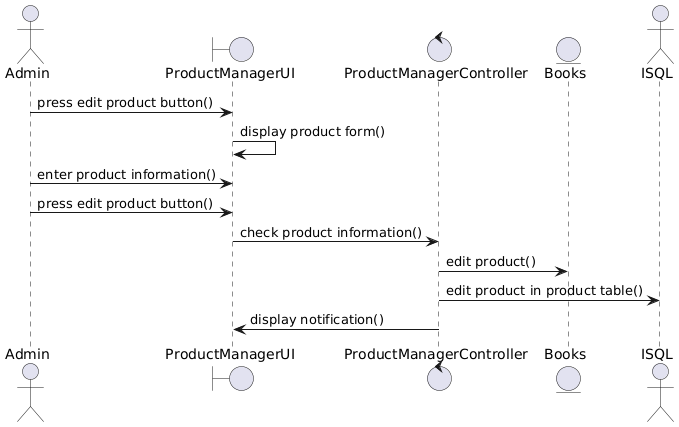 Admin
ProductManagerUI
ProductManagerController
Books
ISQL
press edit product button()
display product form()
enter product information()
press edit product button()
check product information()
edit product()
edit product in product table()
display notification()
Admin
ProductManagerUI
ProductManagerController
Books
ISQL